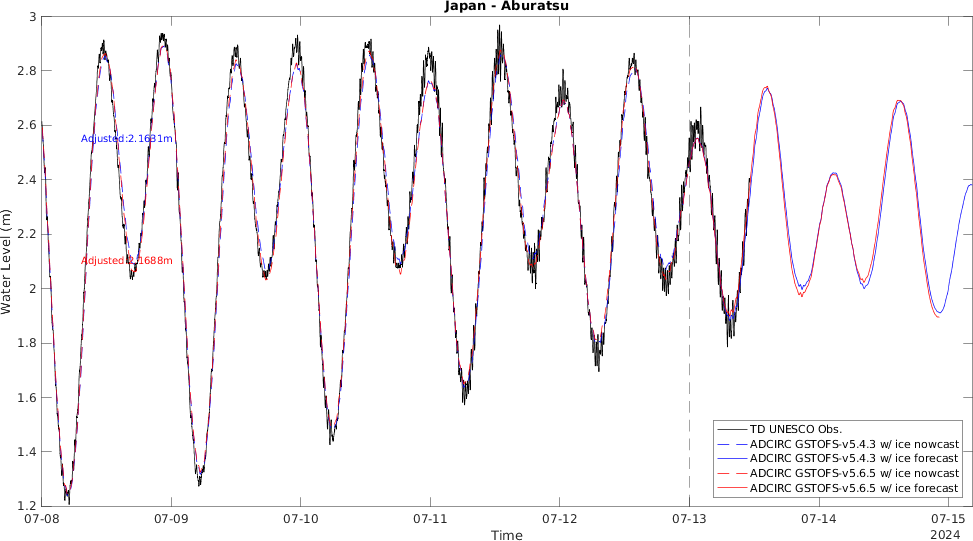 Japan - Aburatsu
3
2.8
2.6
2.4
2.2
2
1.8
1.6
1.4
1.2
Water Level (m)
Adjusted:2.1631m
Adjusted:2.1688m
TD UNESCO Obs.
ADCIRC GSTOFS-v5.4.3 w/ ice nowcast
ADCIRC GSTOFS-v5.4.3 w/ ice forecast
ADCIRC GSTOFS-v5.6.5 w/ ice nowcast
ADCIRC GSTOFS-v5.6.5 w/ ice forecast
07-08 07-09 07-10 07-11 07-12 07-13 07-14 07-15
Time
2024